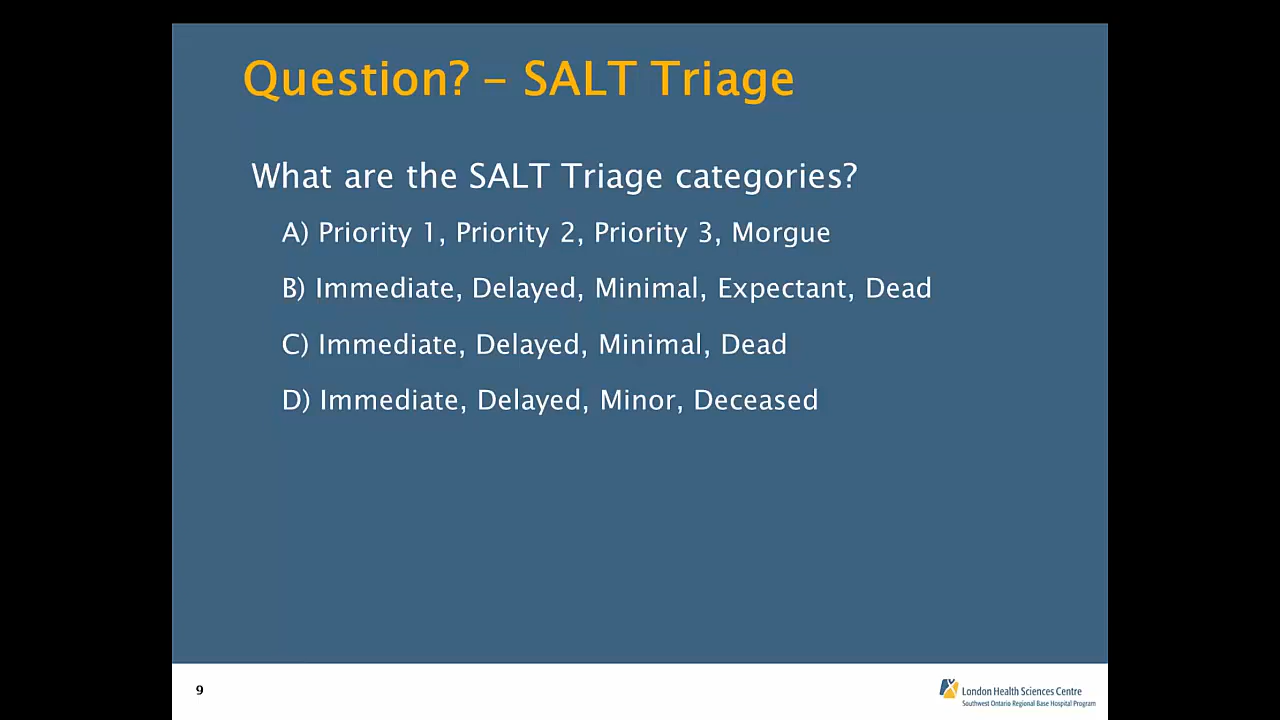 Question? – SALT Triage
What are the SALT Triage categories?
A) Priority 1, Priority 2, Priority 3, Morgue
B) Immediate, Delayed, Minimal, Expectant, Dead
C) Immediate, Delayed, Minimal, Dead
D) Immediate, Delayed, Minor, Deceased
9
London Health Sciences Centre
Southwest Ontario Regional Base Hospital Program